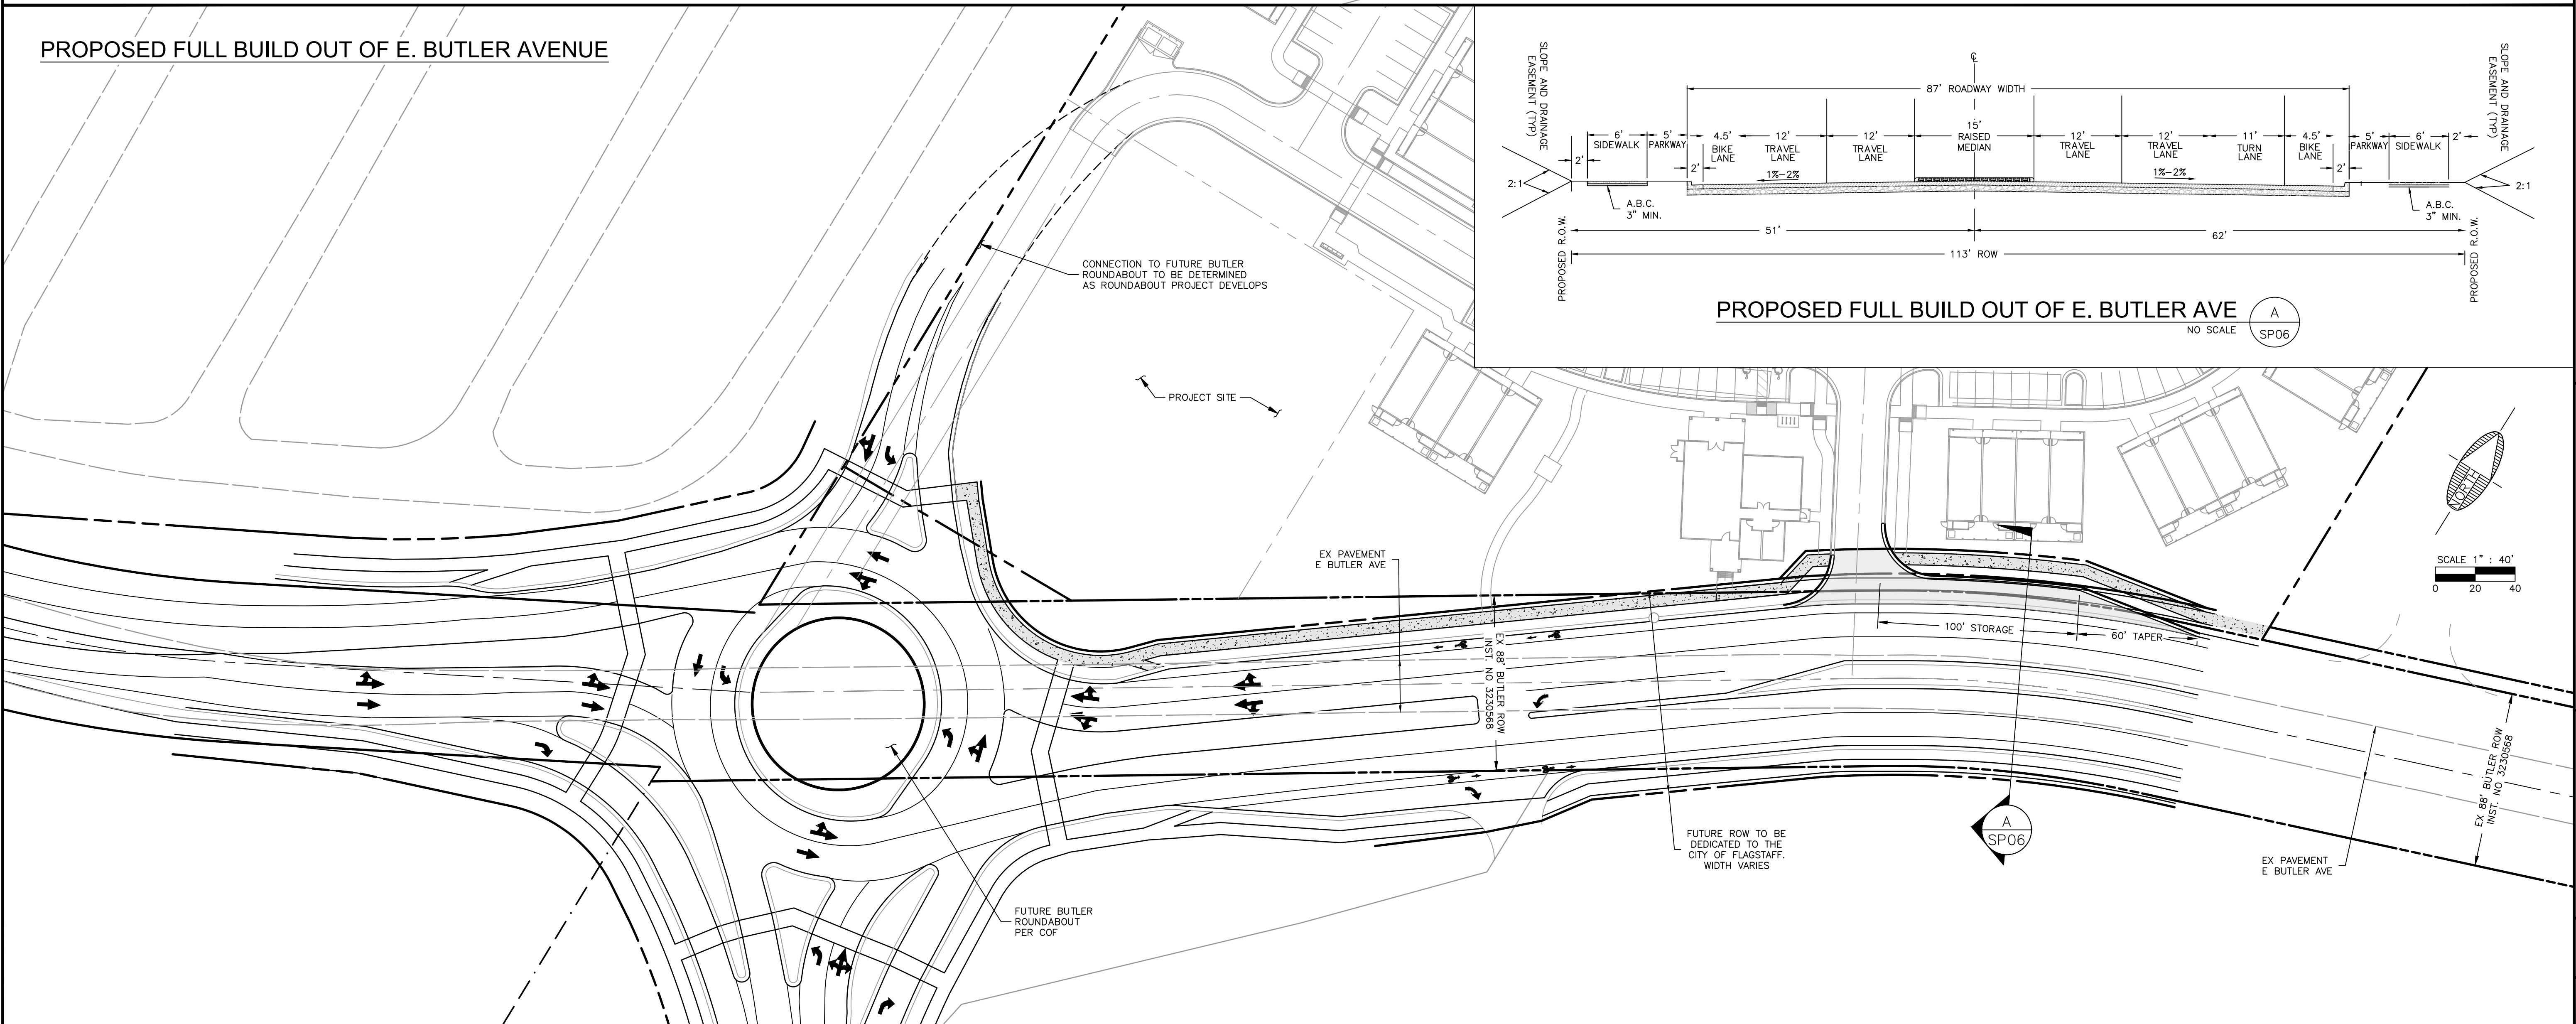 PROPOSED FULL BUILD OUT OF E. BUTLER AVENUE
SLOPE AND DRAINAGE
EASEMENT (TYP)
SLOPE AND DRAINAGE
EASEMENT (TYP)
℄
87' ROADWAY WIDTH
6'
SIDEWALK
5'
PARKWAY
4.5'
BIKE
LANE
12'
TRAVEL
LANE
12'
TRAVEL
LANE
15'
RAISED
MEDIAN
12'
TRAVEL
LANE
12'
TRAVEL
LANE
11'
TURN
LANE
4.5'
BIKE
LANE
5'
PARKWAY
6'
SIDEWALK
2'
2'
2'
2'
1%-2%
1%-2%
2:1
2:1
A.B.C.
3" MIN.
A.B.C.
3" MIN.
PROPOSED R.O.W.
PROPOSED R.O.W.
51'
62'
113' ROW
PROPOSED FULL BUILD OUT OF E. BUTLER AVE
NO SCALE
A
SP06
CONNECTION TO FUTURE BUTLER
ROUNDABOUT TO BE DETERMINED
AS ROUNDABOUT PROJECT DEVELOPS
PROJECT SITE
NORTH
SCALE 1" : 40'
0 20 40
EX PAVEMENT
E BUTLER AVE
EX 88' BUTLER ROW
INST. NO 3230568
100' STORAGE
60' TAPER
EX 88' BUTLER ROW
INST. NO 3230568
FUTURE ROW TO BE
DEDICATED TO THE
CITY OF FLAGSTAFF.
WIDTH VARIES
A
SP06
EX PAVEMENT
E BUTLER AVE
FUTURE BUTLER
ROUNDABOUT
PER COF